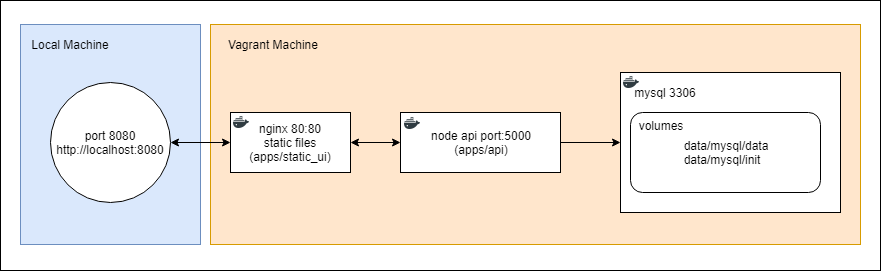 Local Machine
port 8080
http://localhost:8080
Vagrant Machine
nginx 80:80
static files
(apps/static_ui)
node api port:5000
(apps/api)
mysql 3306
volumes
data/mysql/data
data/mysql/init